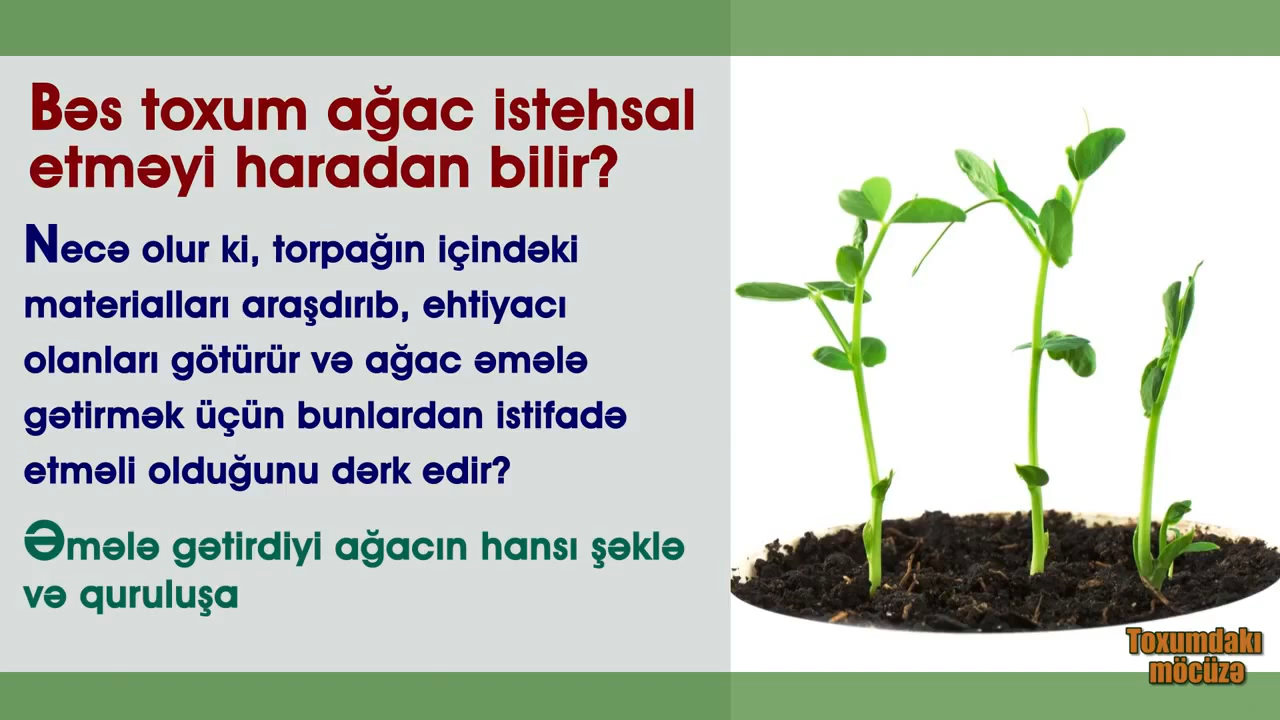 Bəs toxum ağac istehsal
etməyi haradan bilir?
Necə olur ki, torpağın içindəki
materialları araşdırıb, ehtiyacı
olanları götürür və ağac əmələ
gətirmək üçün bunlardan istifadə
etməli olduğunu dərk edir?
Əmələ gətirdiyi ağacın hansı şəklə
və quruluşa
Toxumdakı
möcüzə